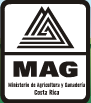 MAG
Ministerio de Agricultura y Ganadería
Costa Rica